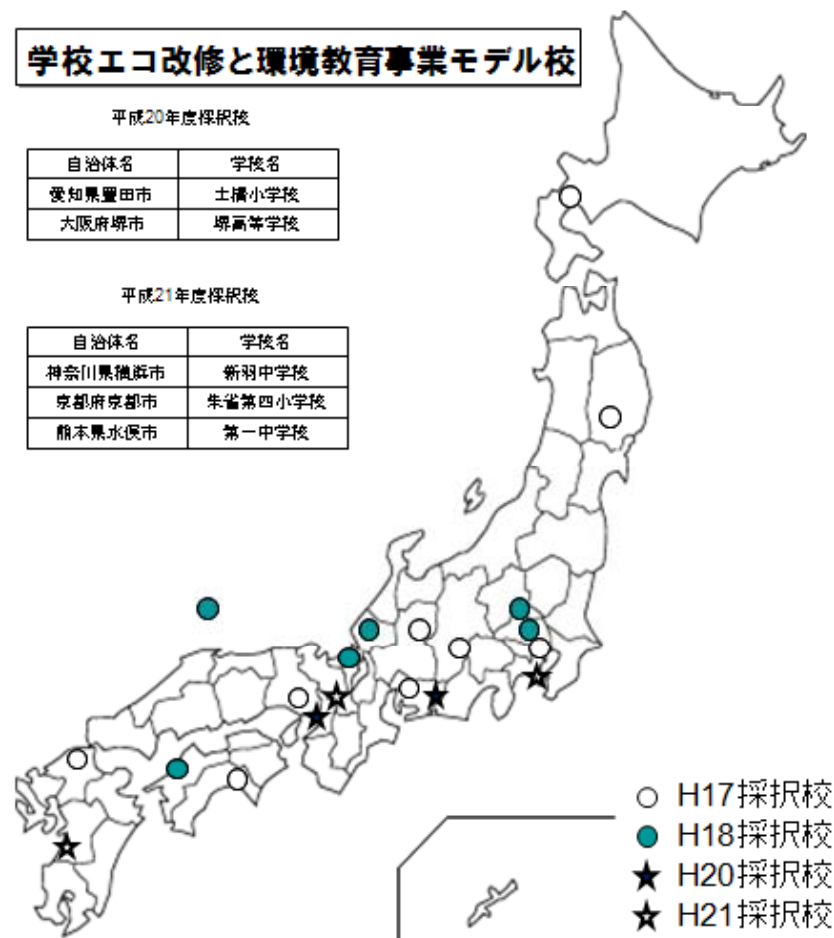 学校エコ改修と環境教育事業モデル校
平成20年度採択校
自治体名 学校名
愛知県豊田市 土橋小学校
大阪府堺市 堺高等学校
平成21年度採択校
自治体名 学校名
神奈川県横浜市 新羽中学校
京都府京都市 朱雀第四小学校
熊本県水俣市 第一中学校
H17採択校
H18採択校
H20採択校
H21採択校